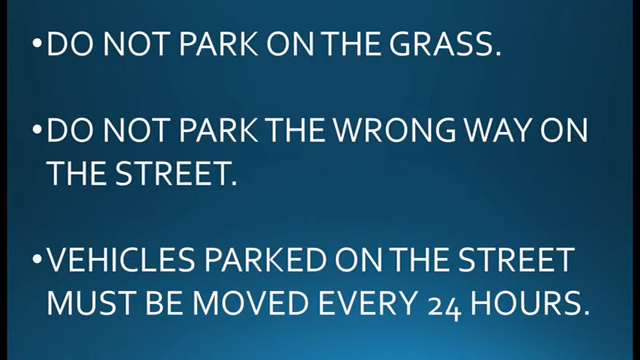 •DO NOT PARK ON THE GRASS.
•DO NOT PARK THE WRONG WAY ON
THE STREET.
•VEHICLES PARKED ON THE STREET
MUST BE MOVED EVERY 24 HOURS.